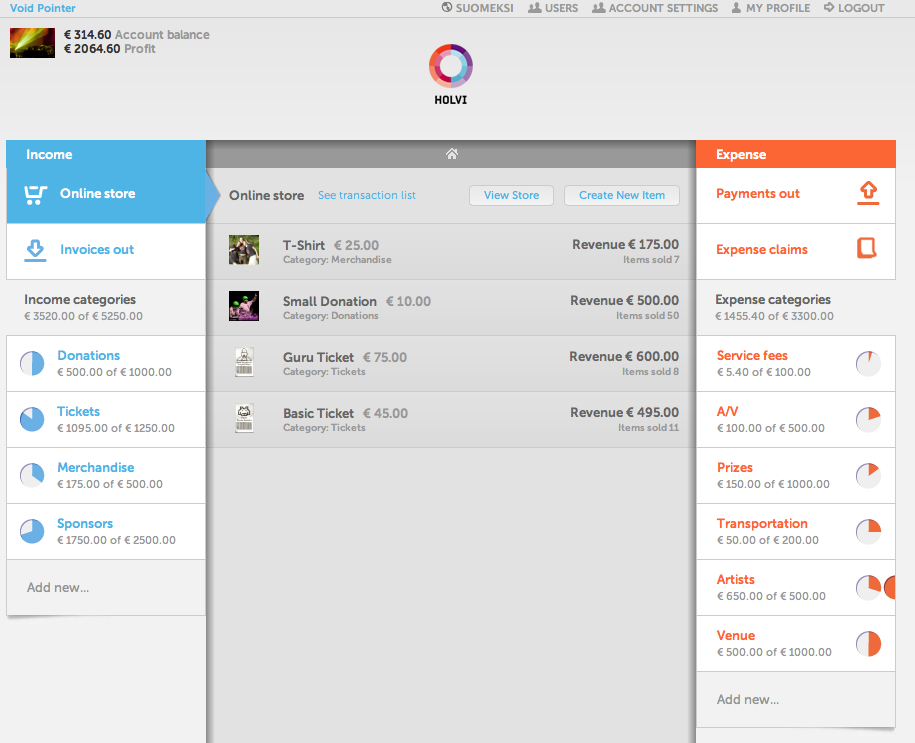 Void Pointer
SUOMEKSI USERS ACCOUNT SETTINGS MY PROFILE LOGOUT
€ 314.60 Account balance
€ 2064.60 Profit
HOLVI
Income
Online store
Invoices out
Income categories
€ 3520.00 of € 5250.00
Donations
€ 500.00 of € 1000.00
Tickets
€ 1095.00 of € 1250.00
Merchandise
€ 175.00 of € 500.00
Sponsors
€ 1750.00 of € 2500.00
Add new...
Online store See transaction list View Store Create New Item
T-Shirt € 25.00 Revenue € 175.00
Category: Merchandise Items sold 7
Small Donation € 10.00 Revenue € 500.00
Category: Donations Items sold 50
Guru Ticket € 75.00 Revenue € 600.00
Category: Tickets Items sold 8
Basic Ticket € 45.00 Revenue € 495.00
Category: Tickets Items sold 11
Expense
Payments out
Expense claims
Expense categories
€ 1455.40 of € 3300.00
Service fees
€ 5.40 of € 100.00
A/V
€ 100.00 of € 500.00
Prizes
€ 150.00 of € 1000.00
Transportation
€ 50.00 of € 200.00
Artists
€ 650.00 of € 500.00
Venue
€ 500.00 of € 1000.00
Add new...